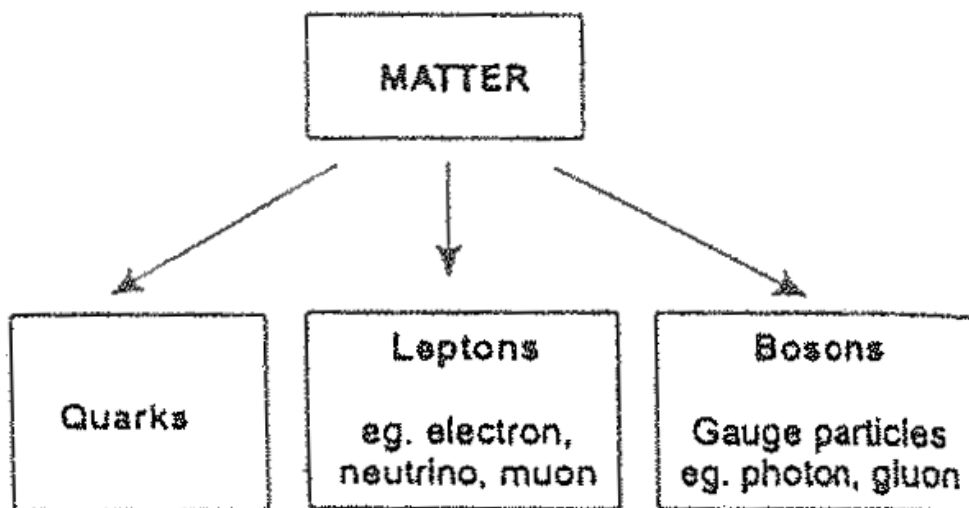 MATTER
Quarks
Leptons
eg. electron,
neutrino, muon
Bosons
Gauge particles
eg. photon, gluon